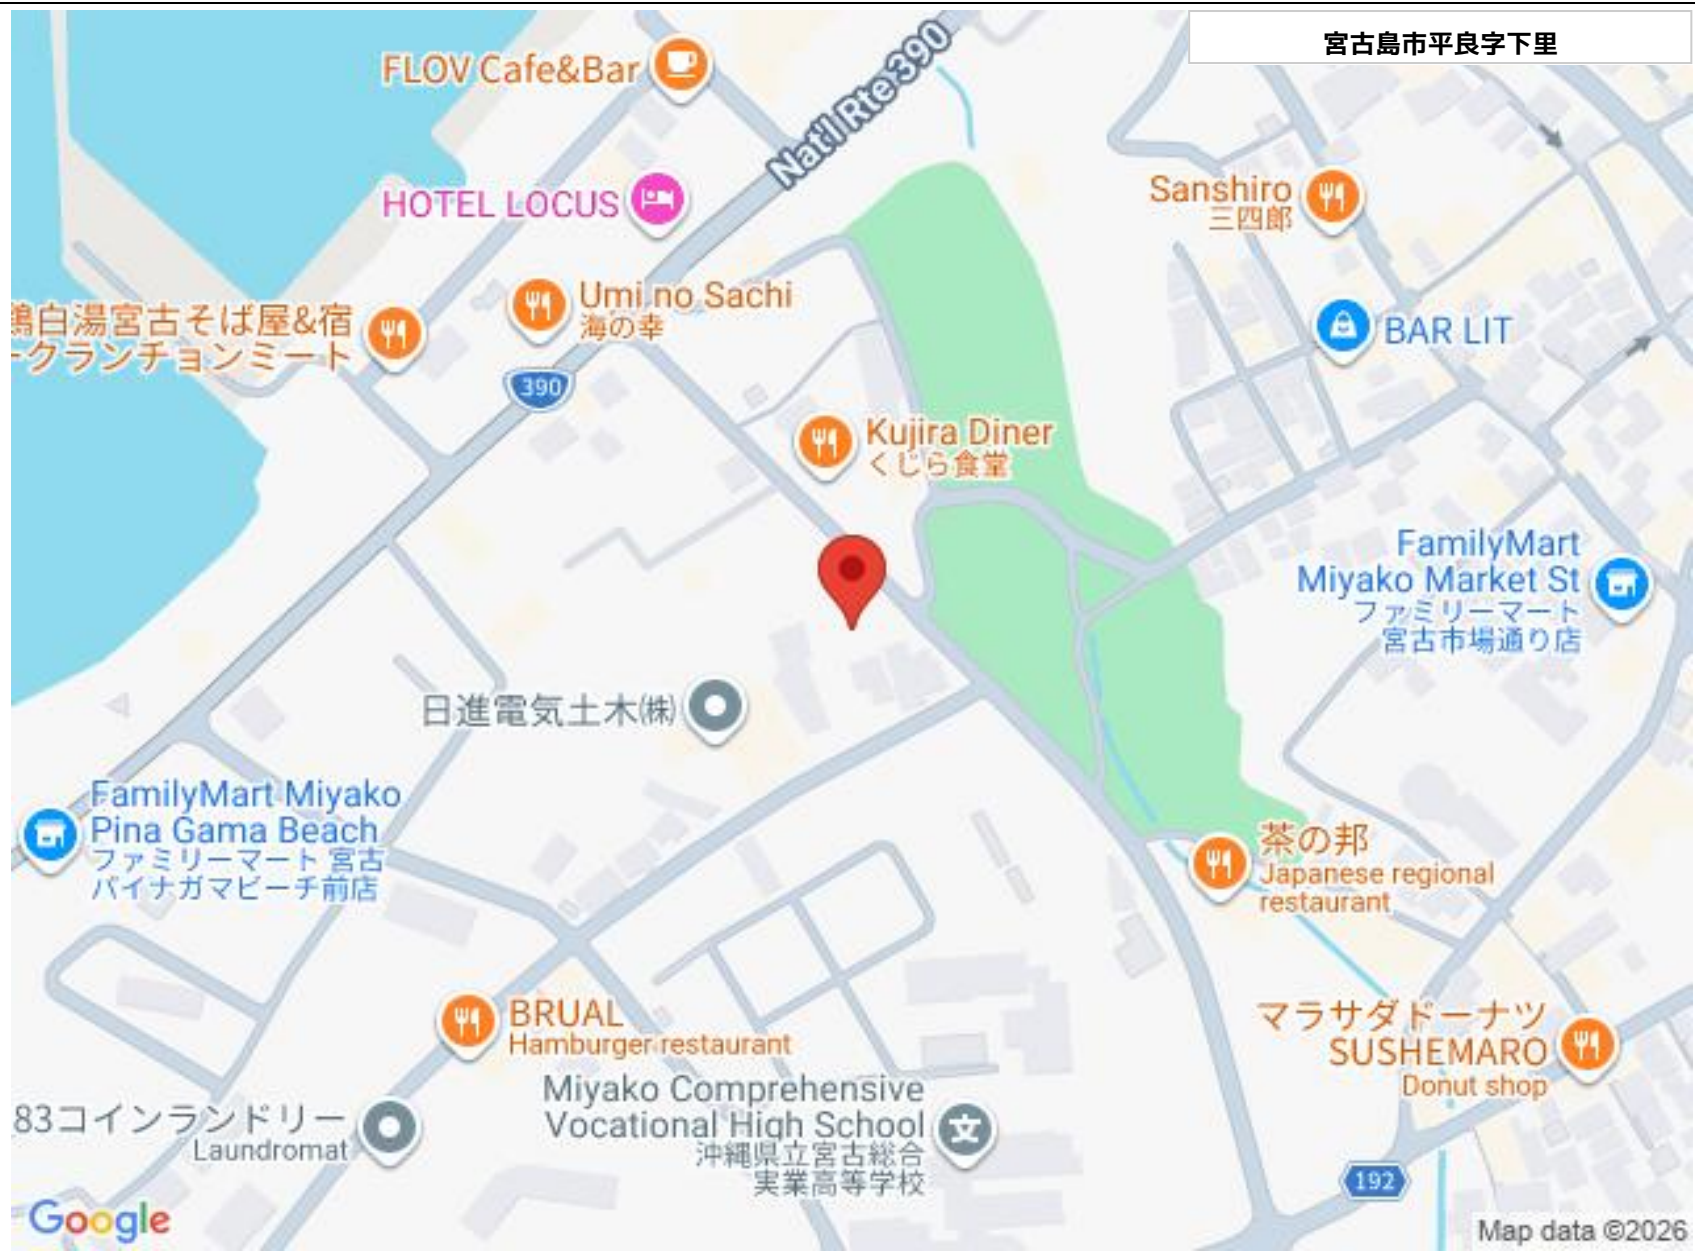 宮古島市平良字下里
FLOV Cafe&Bar
Nat'l Rte 390
HOTEL LOCUS
Sanshiro
三四郎
Umi no Sachi
海の幸
白湯宮古そば屋&宿
ークランチョンミート
390
BAR LIT
Kujira Diner
くじら食堂
FamilyMart
Miyako Market St
ファミリーマート
宮古市場通り店
日進電気土木㈱
FamilyMart Miyako
Pina Gama Beach
ファミリーマート 宮古
パイナガマビーチ前店
茶の邦
Japanese regional
restaurant
BRUAL
Hamburger restaurant
マラサダドーナツ
SUSHEMARO
Donut shop
Miyako Comprehensive
Vocational High School
沖縄県立宮古総合
実業高等学校
文
83コインランドリー
Laundromat
192
Google
Map data ©2026